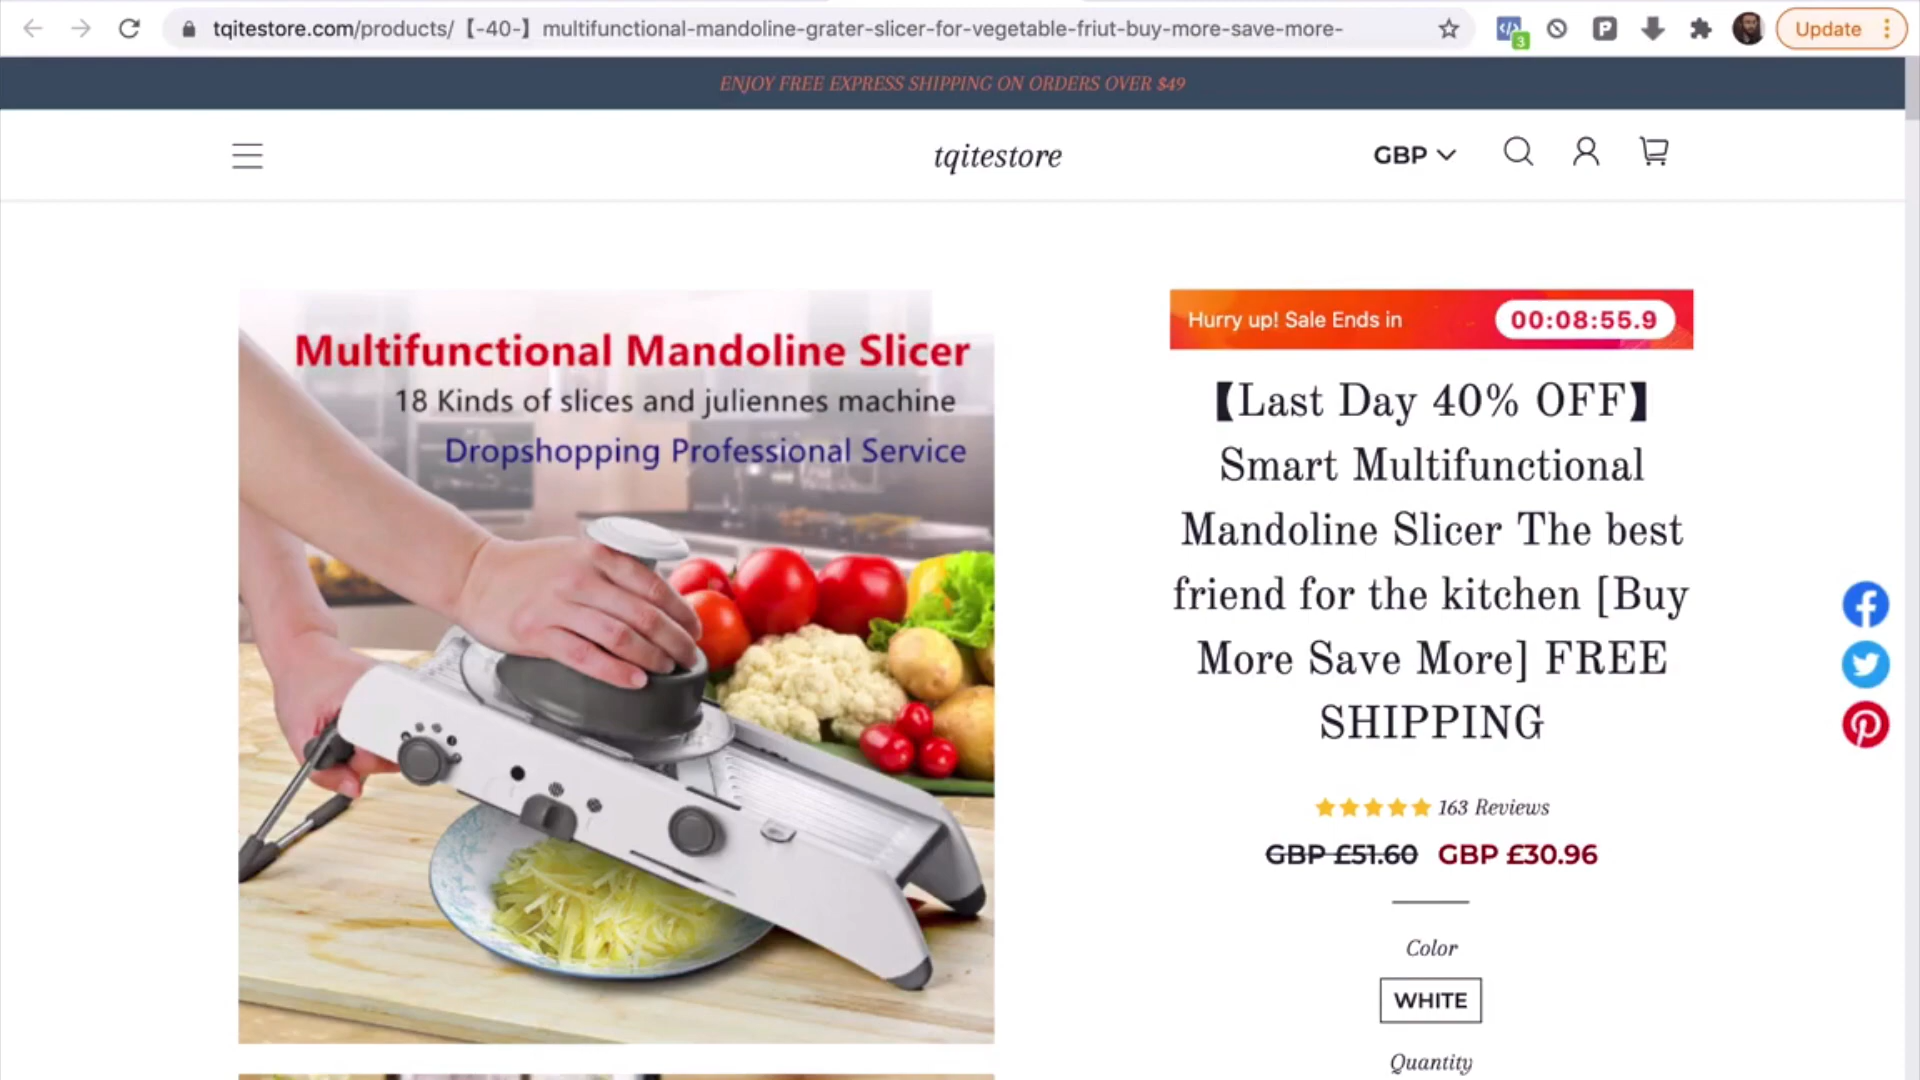 tqitestore.com/products/【-40-】multifunctional-mandoline-grater-slicer-for-vegetable-friut-buy-more-save-more-
3
P
Update
ENJOY FREE EXPRESS SHIPPING ON ORDERS OVER $49
tqitestore
GBP
Multifunctional Mandoline Slicer
18 Kinds of slices and juliennes machine
Dropshopping Professional Service
Hurry up! Sale Ends in
00:08:55.9
【Last Day 40% OFF】
Smart Multifunctional
Mandoline Slicer The best
friend for the kitchen [Buy
More Save More] FREE
SHIPPING
163 Reviews
GBP £51.60 GBP £30.96
Color
WHITE
Quantity